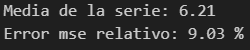 Media de la serie: 6.21
Error mse relativo: 9.03 %